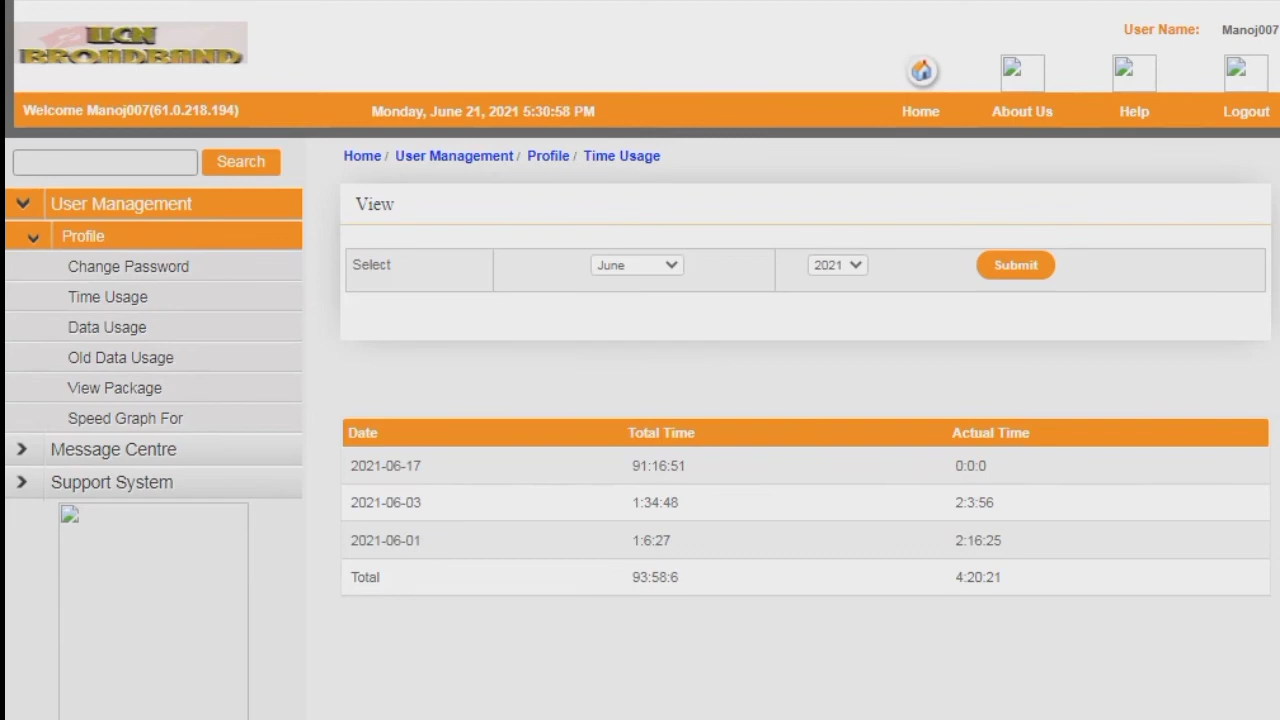 UCN
BROADBAND
User Name: Manoj007
Welcome Manoj007(61.0.218.194) Monday, June 21, 2021 5:30:58 PM Home About Us Help Logout
Search
Home / User Management / Profile / Time Usage
User Management
View
Profile
Change Password
Select June 2021 Submit
Time Usage
Data Usage
Old Data Usage
View Package
Speed Graph For
Message Centre
Support System
Date Total Time Actual Time
2021-06-17 91:16:51 0:0:0
2021-06-03 1:34:48 2:3:56
2021-06-01 1:6:27 2:16:25
Total 93:58:6 4:20:21